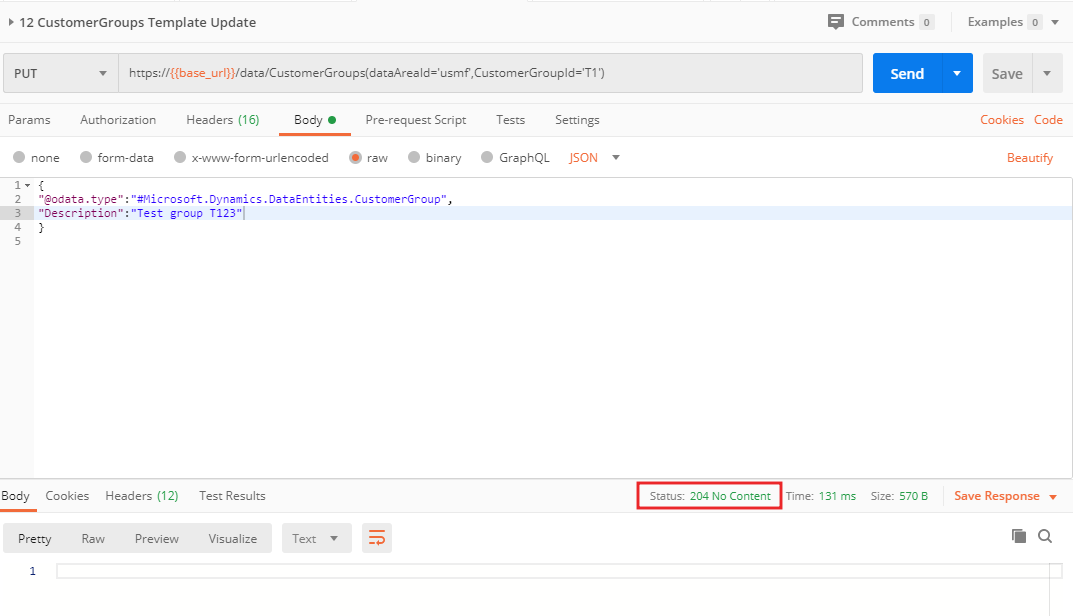 12 CustomerGroups Template Update
Comments 0 Examples 0
PUT https://{{base_url}}/data/CustomerGroups(dataAreaId='usmf',CustomerGroupId='T1') Send Save
Params Authorization Headers (16) Body Pre-request Script Tests Settings Cookies Code
none form-data x-www-form-urlencoded raw binary GraphQL JSON Beautify
1 {
2 "@odata.type":"#Microsoft.Dynamics.DataEntities.CustomerGroup",
3 "Description":"Test group T123"
4 }
5
Body Cookies Headers (12) Test Results Status: 204 No Content Time: 131 ms Size: 570 B Save Response
Pretty Raw Preview Visualize Text
1